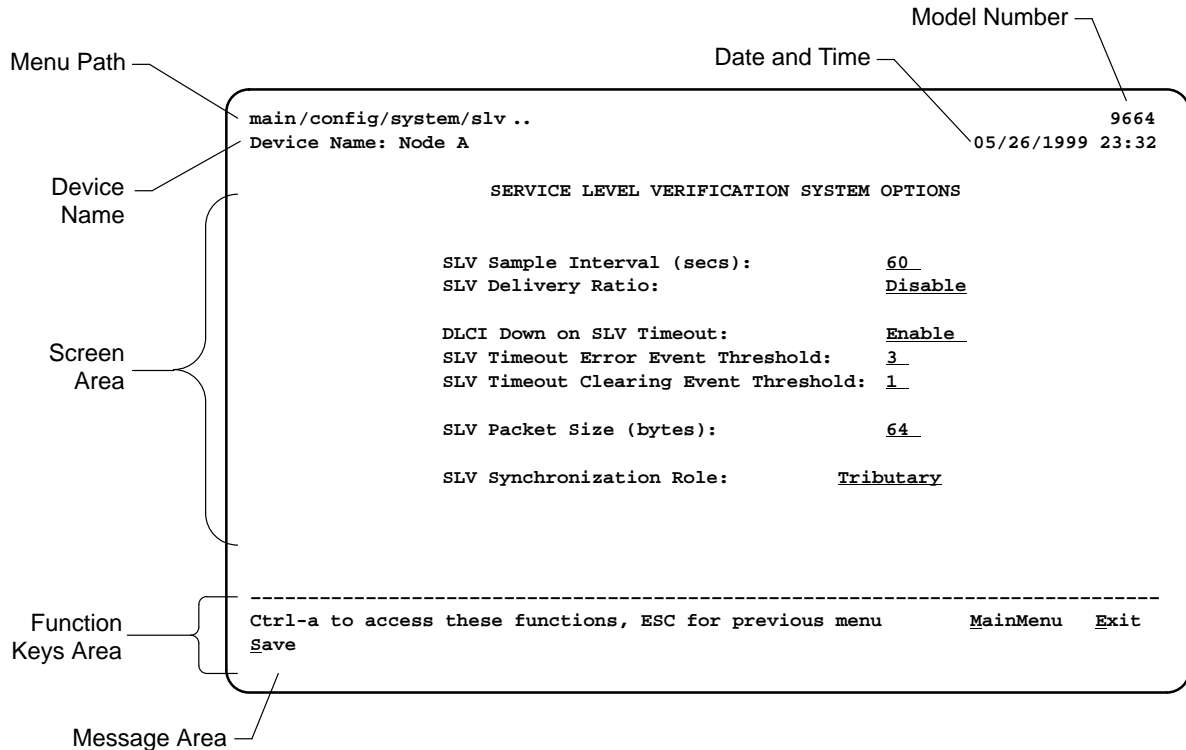 Model Number
Menu Path
Date and Time
main/config/system/slv .. 9664
Device Name: Node A 05/26/1999 23:32
Device
Name
SERVICE LEVEL VERIFICATION SYSTEM OPTIONS
SLV Sample Interval (secs): 60
SLV Delivery Ratio: Disable
DLCI Down on SLV Timeout: Enable
SLV Timeout Error Event Threshold: 3
SLV Timeout Clearing Event Threshold: 1
Screen
Area
SLV Packet Size (bytes): 64
SLV Synchronization Role: Tributary
--------------------------------------------------------------------------------
Function
Keys Area
Ctrl-a to access these functions, ESC for previous menu MainMenu Exit
Save
Message Area